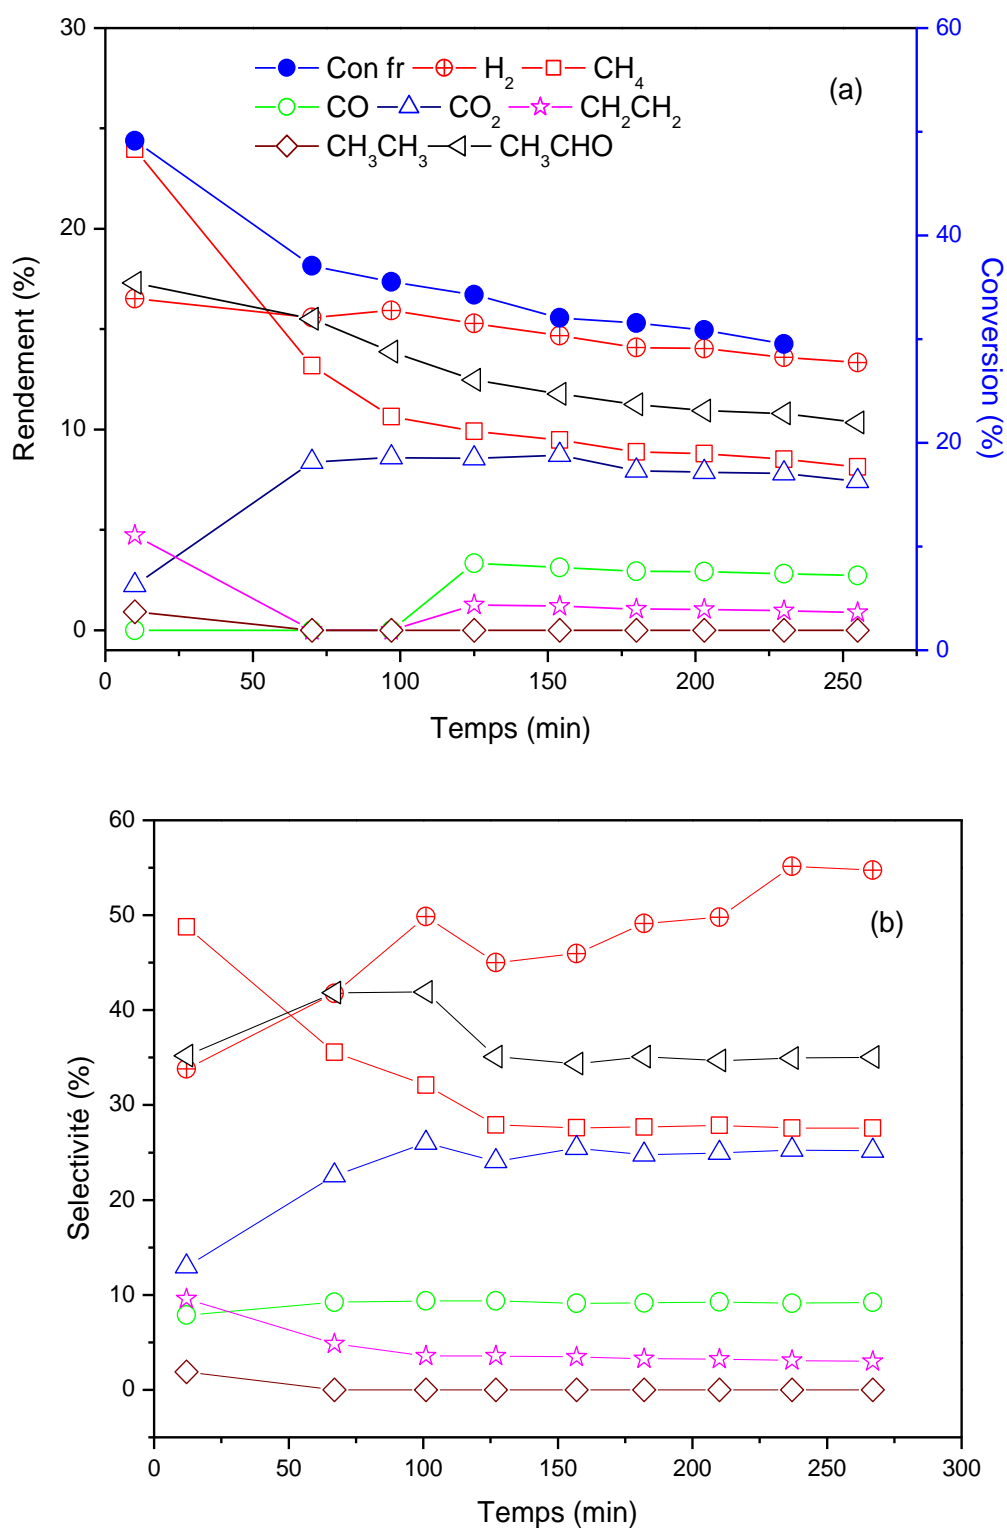 30
60
Con fr H₂ CH₄
(a)
CO CO₂ CH₂CH₂
CH₃CH₃ CH₃CHO
20
40
Rendement (%)
Conversion (%)
10
20
0
0
0 50 100 150 200 250
Temps (min)
60
50
(b)
40
Selectivité (%)
30
20
10
0
0 50 100 150 200 250 300
Temps (min)